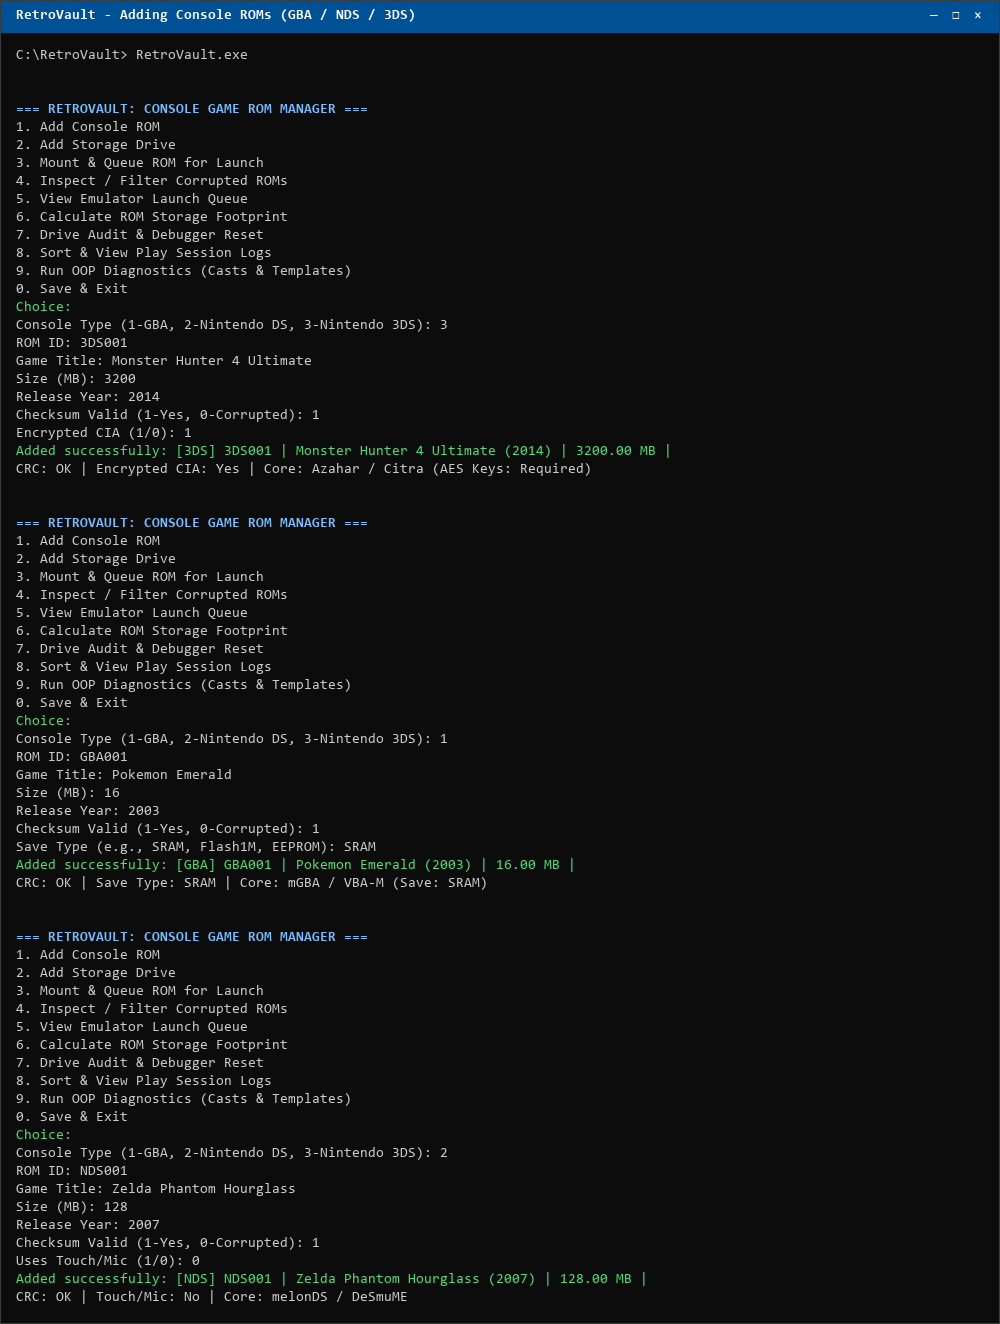 RetroVault - Adding Console ROMs (GBA / NDS / 3DS)
C:\RetroVault> RetroVault.exe
=== RETROVAULT: CONSOLE GAME ROM MANAGER ===
1. Add Console ROM
2. Add Storage Drive
3. Mount & Queue ROM for Launch
4. Inspect / Filter Corrupted ROMs
5. View Emulator Launch Queue
6. Calculate ROM Storage Footprint
7. Drive Audit & Debugger Reset
8. Sort & View Play Session Logs
9. Run OOP Diagnostics (Casts & Templates)
0. Save & Exit
Choice:
Console Type (1-GBA, 2-Nintendo DS, 3-Nintendo 3DS): 3
ROM ID: 3DS001
Game Title: Monster Hunter 4 Ultimate
Size (MB): 3200
Release Year: 2014
Checksum Valid (1-Yes, 0-Corrupted): 1
Encrypted CIA (1/0): 1
Added successfully: [3DS] 3DS001 | Monster Hunter 4 Ultimate (2014) | 3200.00 MB |
CRC: OK | Encrypted CIA: Yes | Core: Azahar / Citra (AES Keys: Required)
=== RETROVAULT: CONSOLE GAME ROM MANAGER ===
1. Add Console ROM
2. Add Storage Drive
3. Mount & Queue ROM for Launch
4. Inspect / Filter Corrupted ROMs
5. View Emulator Launch Queue
6. Calculate ROM Storage Footprint
7. Drive Audit & Debugger Reset
8. Sort & View Play Session Logs
9. Run OOP Diagnostics (Casts & Templates)
0. Save & Exit
Choice:
Console Type (1-GBA, 2-Nintendo DS, 3-Nintendo 3DS): 1
ROM ID: GBA001
Game Title: Pokemon Emerald
Size (MB): 16
Release Year: 2003
Checksum Valid (1-Yes, 0-Corrupted): 1
Save Type (e.g., SRAM, Flash1M, EEPROM): SRAM
Added successfully: [GBA] GBA001 | Pokemon Emerald (2003) | 16.00 MB |
CRC: OK | Save Type: SRAM | Core: mGBA / VBA-M (Save: SRAM)
=== RETROVAULT: CONSOLE GAME ROM MANAGER ===
1. Add Console ROM
2. Add Storage Drive
3. Mount & Queue ROM for Launch
4. Inspect / Filter Corrupted ROMs
5. View Emulator Launch Queue
6. Calculate ROM Storage Footprint
7. Drive Audit & Debugger Reset
8. Sort & View Play Session Logs
9. Run OOP Diagnostics (Casts & Templates)
0. Save & Exit
Choice:
Console Type (1-GBA, 2-Nintendo DS, 3-Nintendo 3DS): 2
ROM ID: NDS001
Game Title: Zelda Phantom Hourglass
Size (MB): 128
Release Year: 2007
Checksum Valid (1-Yes, 0-Corrupted): 1
Uses Touch/Mic (1/0): 0
Added successfully: [NDS] NDS001 | Zelda Phantom Hourglass (2007) | 128.00 MB |
CRC: OK | Touch/Mic: No | Core: melonDS / DeSmuME